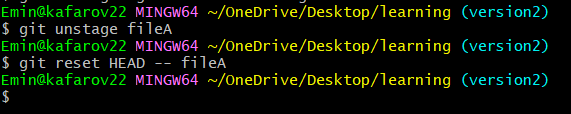 Emin@kafarov22 MINGW64 ~/OneDrive/Desktop/learning (version2)
$ git unstage fileA
Emin@kafarov22 MINGW64 ~/OneDrive/Desktop/learning (version2)
$ git reset HEAD -- fileA
Emin@kafarov22 MINGW64 ~/OneDrive/Desktop/learning (version2)
$